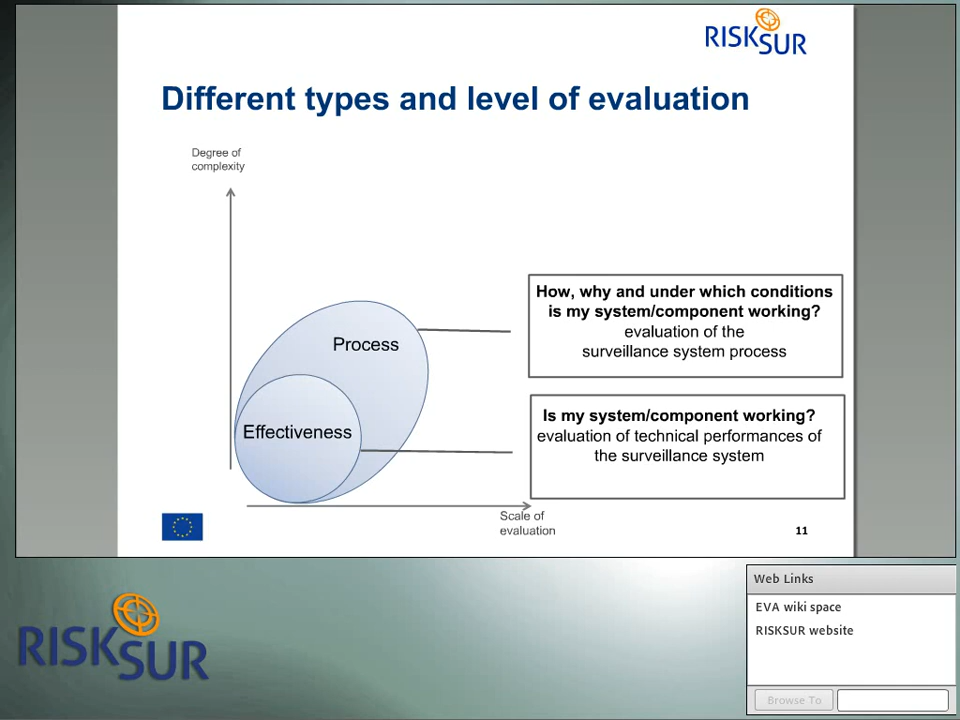 RISKSUR
Different types and level of evaluation
Degree of
complexity
How, why and under which conditions
is my system/component working?
evaluation of the
surveillance system process
Process
Is my system/component working?
evaluation of technical performances of
the surveillance system
Effectiveness
Scale of
evaluation
11
Web Links
EVA wiki space
RISKSUR website
RISKSUR
Browse To